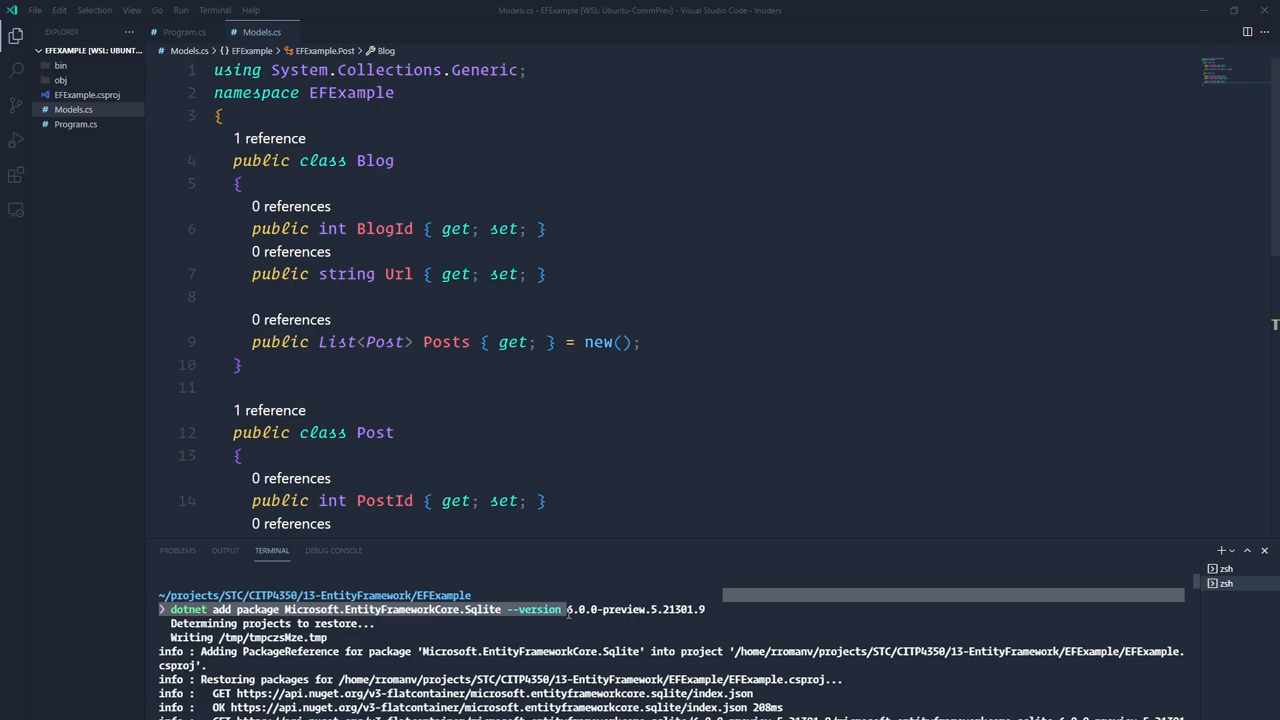 File Edit Selection View Go Run Terminal Help
Models.cs - EFExample [WSL: Ubuntu-CommPrev] - Visual Studio Code - Insiders
EXPLORER ...
Program.cs Models.cs
EFEXAMPLE [WSL: UBUNT...
bin
obj
EFExample.csproj
Models.cs
Program.cs
Models.cs > {} EFExample > EFExample.Post > Blog
1 using System.Collections.Generic;
2 namespace EFExample
3 {
1 reference
4 public class Blog
5 {
0 references
6 public int BlogId { get; set; }
0 references
7 public string Url { get; set; }
8
0 references
9 public List<Post> Posts { get; } = new();
10 }
11
1 reference
12 public class Post
13 {
0 references
14 public int PostId { get; set; }
0 references
PROBLEMS OUTPUT TERMINAL DEBUG CONSOLE
zsh
zsh
~/projects/STC/CITP4350/13-EntityFramework/EFExample
❯ dotnet add package Microsoft.EntityFrameworkCore.Sqlite --version 6.0.0-preview.5.21301.9
Determining projects to restore...
Writing /tmp/tmpczsMze.tmp
info : Adding PackageReference for package 'Microsoft.EntityFrameworkCore.Sqlite' into project '/home/rromanv/projects/STC/CITP4350/13-EntityFramework/EFExample/EFExample.
csproj'.
info : Restoring packages for /home/rromanv/projects/STC/CITP4350/13-EntityFramework/EFExample/EFExample.csproj...
info : GET https://api.nuget.org/v3-flatcontainer/microsoft.entityframeworkcore.sqlite/index.json
info : OK https://api.nuget.org/v3-flatcontainer/microsoft.entityframeworkcore.sqlite/index.json 208ms